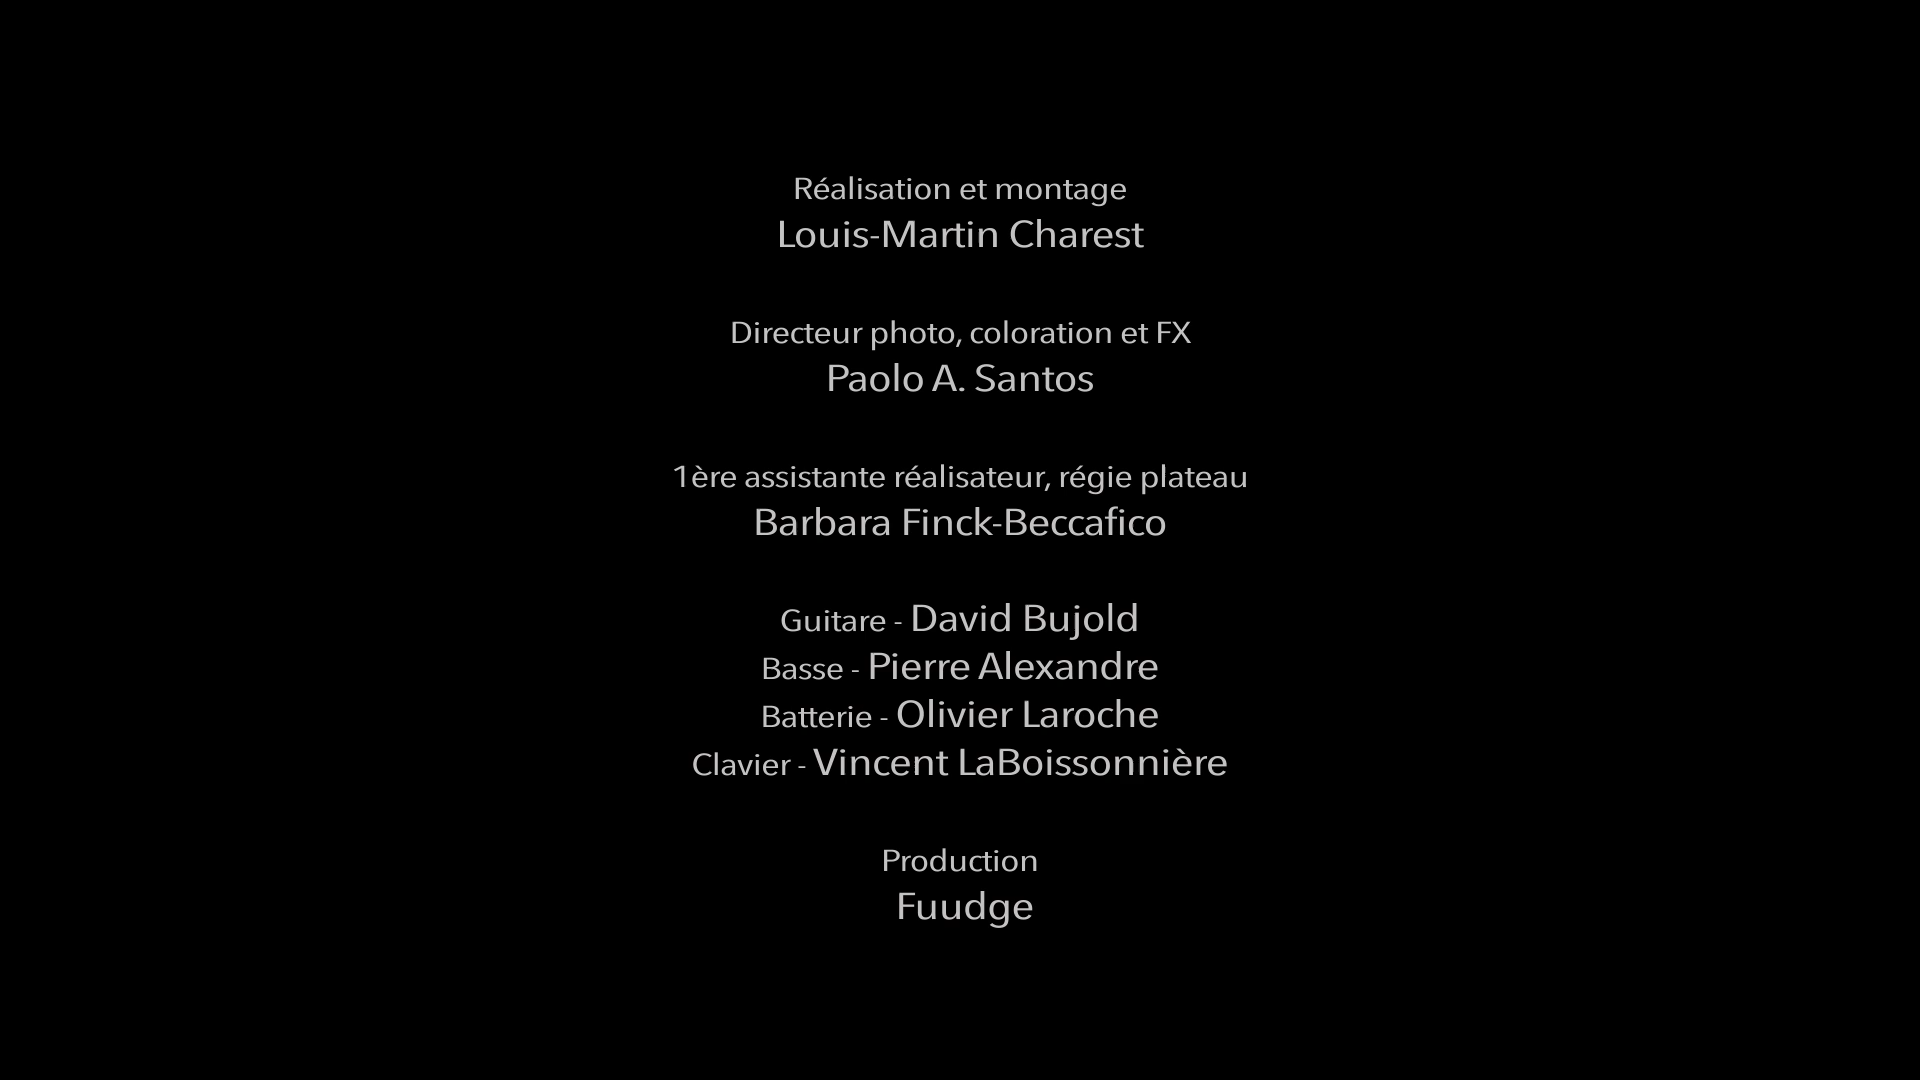 Réalisation et montage
Louis-Martin Charest
Directeur photo, coloration et FX
Paolo A. Santos
1ère assistante réalisateur, régie plateau
Barbara Finck-Beccafico
Guitare - David Bujold
Basse - Pierre Alexandre
Batterie - Olivier Laroche
Clavier - Vincent LaBoissonnière
Production
Fuudge